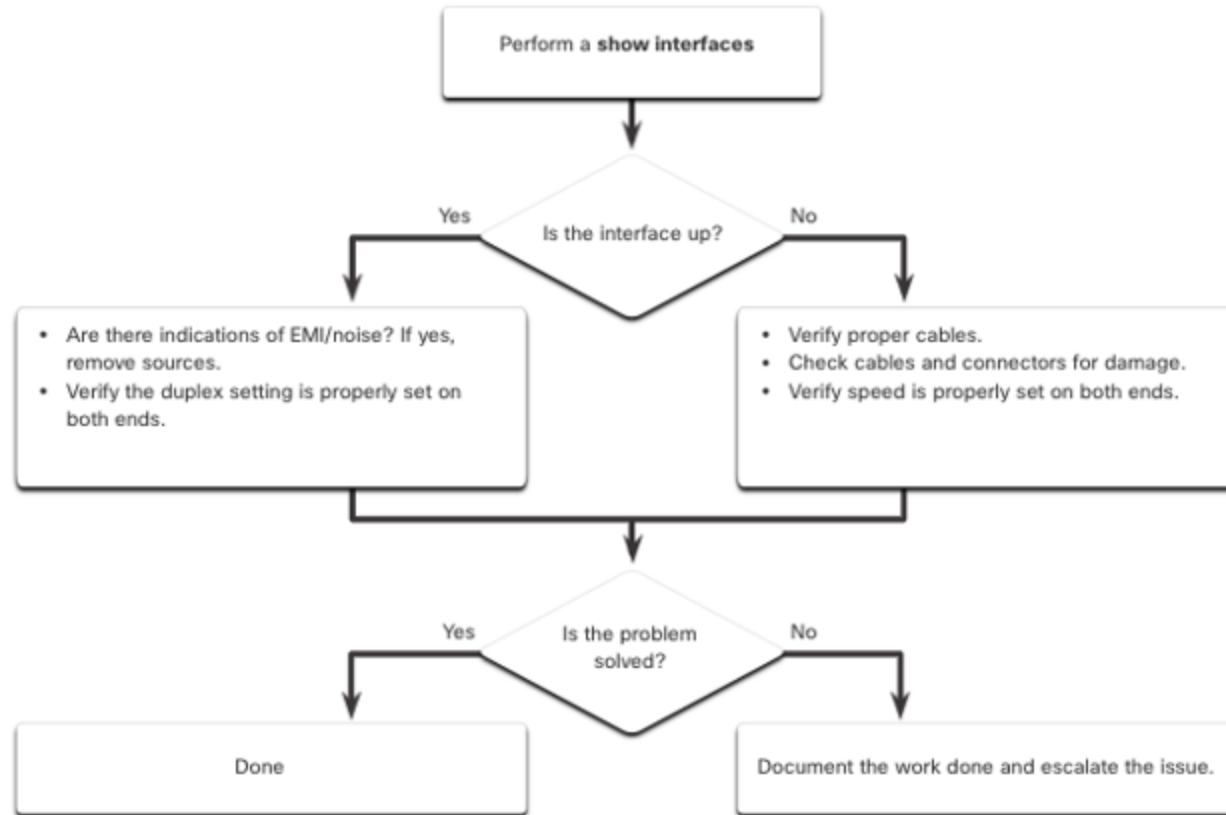 Perform a show interfaces
Yes
Is the interface up?
No
• Are there indications of EMI/noise? If yes,
remove sources.
• Verify the duplex setting is properly set on
both ends.
• Verify proper cables.
• Check cables and connectors for damage.
• Verify speed is properly set on both ends.
Yes
Is the problem
solved?
No
Done
Document the work done and escalate the issue.